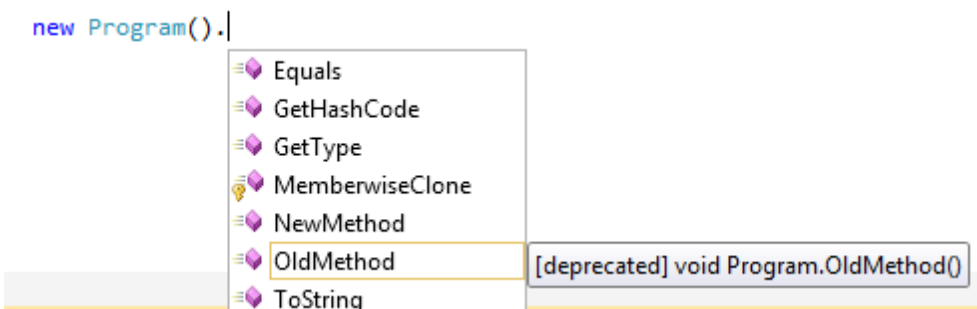 new Program().
Equals
GetHashCode
GetType
MemberwiseClone
NewMethod
OldMethod
[deprecated] void Program.OldMethod()
ToString